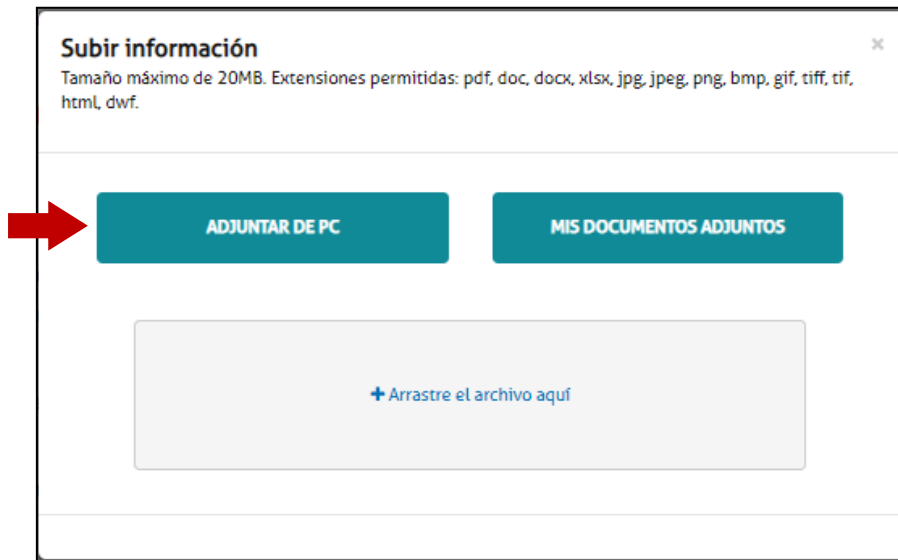 Subir información
×
Tamaño máximo de 20MB. Extensiones permitidas: pdf, doc, docx, xlsx, jpg, jpeg, png, bmp, gif, tiff, tif,
html, dwf.
ADJUNTAR DE PC
MIS DOCUMENTOS ADJUNTOS
+ Arrastre el archivo aquí